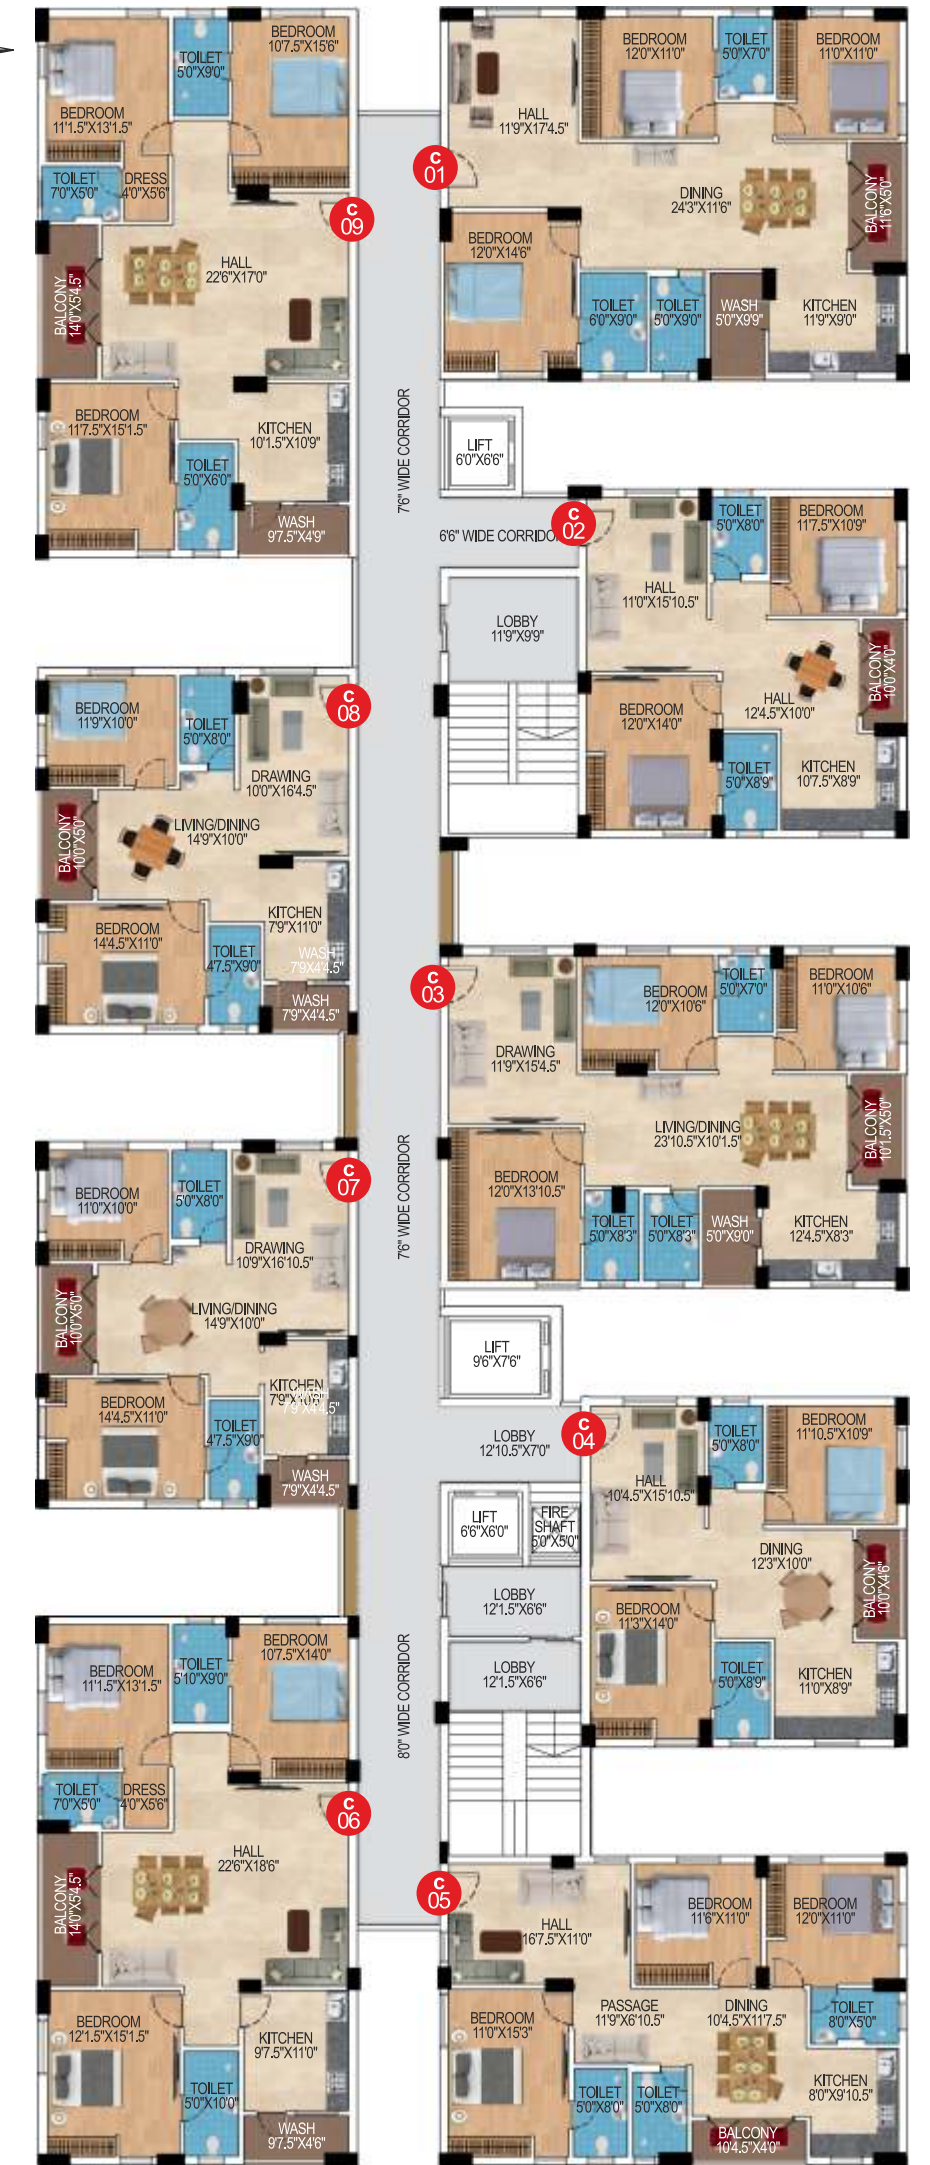 BEDROOM
11'1.5"X13'1.5"
TOILET
5'0"X9'0"
BEDROOM
10'7.5"X15'6"
TOILET
7'0"X5'0"
DRESS
4'0"X5'6"
C
09
HALL
22'6"X17'0"
BALCONY
14'0"X5'4.5"
BEDROOM
11'7.5"X15'1.5"
TOILET
5'0"X6'0"
KITCHEN
10'1.5"X10'9"
WASH
9'7.5"X4'9"
HALL
11'9"X17'4.5"
BEDROOM
12'0"X11'0"
TOILET
5'0"X7'0"
BEDROOM
11'0"X11'0"
C
01
DINING
24'3"X11'6"
BALCONY
11'6"X5'0"
BEDROOM
12'0"X14'6"
TOILET
6'0"X9'0"
TOILET
5'0"X9'0"
WASH
5'0"X9'9"
KITCHEN
11'9"X9'0"
7'6" WIDE CORRIDOR
LIFT
6'0"X6'6"
6'6" WIDE CORRIDO
C
02
LOBBY
11'9"X9'9"
HALL
11'0"X15'10.5"
TOILET
5'0"X8'0"
BEDROOM
11'7.5"X10'9"
BALCONY
10'0"X4'0"
HALL
12'4.5"X10'0"
BEDROOM
12'0"X14'0"
TOILET
5'0"X8'9"
KITCHEN
10'7.5"X8'9"
BEDROOM
11'9"X10'0"
TOILET
5'0"X8'0"
C
08
DRAWING
10'0"X16'4.5"
LIVING/DINING
14'9"X10'0"
BALCONY
10'0"X5'0"
KITCHEN
7'9"X11'0"
BEDROOM
14'4.5"X11'0"
TOILET
4'7.5"X9'0"
WASH
7'9X4'4.5"
WASH
7'9"X4'4.5"
C
03
DRAWING
11'9"X15'4.5"
BEDROOM
12'0"X10'6"
TOILET
5'0"X7'0"
BEDROOM
11'0"X10'6"
LIVING/DINING
23'10.5"X10'1.5"
BALCONY
10'1.5"X5'0"
BEDROOM
12'0"X13'10.5"
TOILET
5'0"X8'3"
TOILET
5'0"X8'3"
WASH
5'0"X9'0"
KITCHEN
12'4.5"X8'3"
7'6" WIDE CORRIDOR
BEDROOM
11'0"X10'0"
TOILET
5'0"X8'0"
C
07
DRAWING
10'9"X16'10.5"
LIVING/DINING
14'9"X10'0"
BALCONY
10'0"X5'0"
KITCHEN
BEDROOM
14'4.5"X11'0"
TOILET
4'7.5"X9'0"
WASH
7'9"X4'4.5"
LIFT
9'6"X7'6"
LOBBY
12'10.5"X7'0"
C
04
LIFT
6'6"X6'0"
FIRE
SHAFT
5'0"X5'0"
LOBBY
12'1.5"X6'6"
LOBBY
12'1.5"X6'6"
HALL
10'4.5"X15'10.5"
TOILET
5'0"X8'0"
BEDROOM
11'10.5"X10'9"
DINING
12'3"X10'0"
BALCONY
10'0"X4'6"
BEDROOM
11'3"X14'0"
TOILET
5'0"X8'9"
KITCHEN
11'0"X8'9"
8'0" WIDE CORRIDOR
BEDROOM
11'1.5"X13'1.5"
TOILET
5'10"X9'0"
BEDROOM
10'7.5"X14'0"
TOILET
7'0"X5'0"
DRESS
4'0"X5'6"
C
06
HALL
22'6"X18'6"
BALCONY
14'0"X5'4.5"
BEDROOM
12'1.5"X15'1.5"
TOILET
5'0"X10'0"
KITCHEN
9'7.5"X11'0"
WASH
9'7.5"X4'6"
C
05
HALL
16'7.5"X11'0"
BEDROOM
11'6"X11'0"
BEDROOM
12'0"X11'0"
BEDROOM
11'0"X15'3"
PASSAGE
11'9"X6'10.5"
DINING
10'4.5"X11'7.5"
TOILET
8'0"X5'0"
TOILET
5'0"X8'0"
TOILET
5'0"X8'0"
KITCHEN
8'0"X9'10.5"
BALCONY
10'4.5"X4'0"